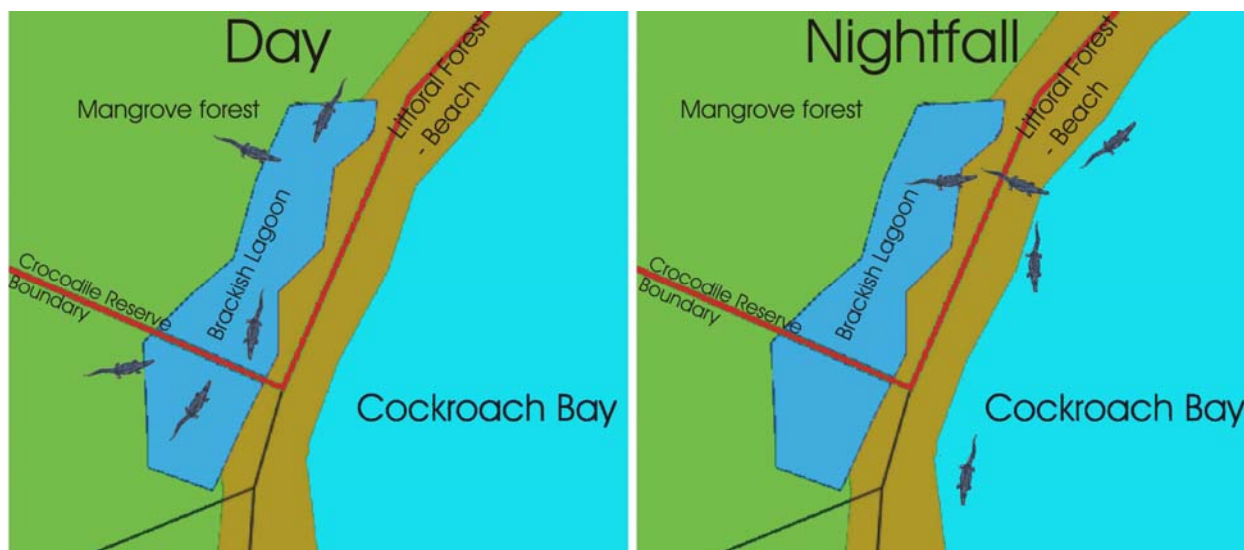 Day
Mangrove forest
Littoral Forest
- Beach
Brackish Lagoon
Crocodile Reserve
Boundary
Cockroach Bay
Nightfall
Mangrove forest
Littoral Forest
- Beach
Brackish Lagoon
Crocodile Reserve
Boundary
Cockroach Bay